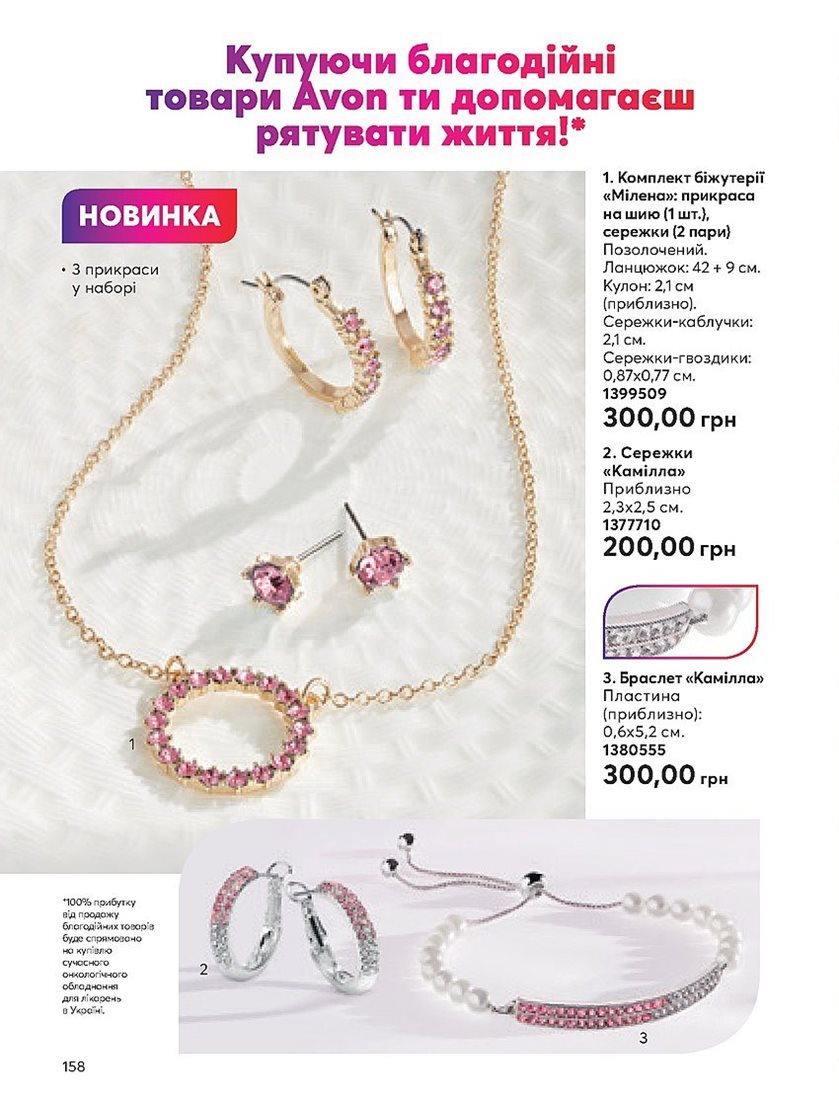 Купуючи благодійні
товари Avon ти допомагаєш
рятувати життя!*
НОВИНКА
• 3 прикраси
у наборі
1. Комплект біжутерії
«Мілена»: прикраса
на шию (1 шт.),
сережки (2 пари)
Позолочений.
Ланцюжок: 42 + 9 см.
Кулон: 2,1 см
(приблизно).
Сережки-каблучки:
2,1 см.
Сережки-гвоздики:
0,87х0,77 см.
1399509
300,00 грн
2. Сережки
«Камілла»
Приблизно
2,3х2,5 см.
1377710
200,00 грн
3. Браслет «Камілла»
Пластина
(приблизно):
0,6х5,2 см.
1380555
300,00 грн
1
2
3
*100% прибутку
від продажу
благодійних товарів
буде спрямовано
на купівлю
сучасного
онкологічного
обладнання
для лікарень
в Україні.
158